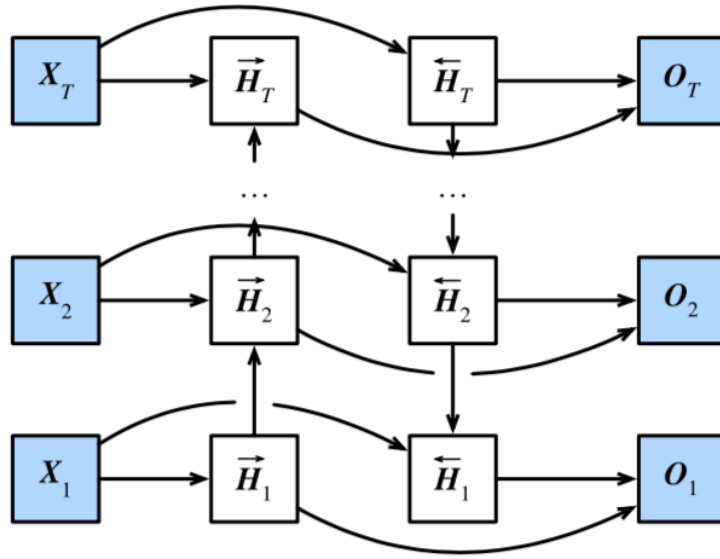 X_T →H_T ←H_T O_T
… …
X_2 →H_2 ←H_2 O_2
X_1 →H_1 ←H_1 O_1